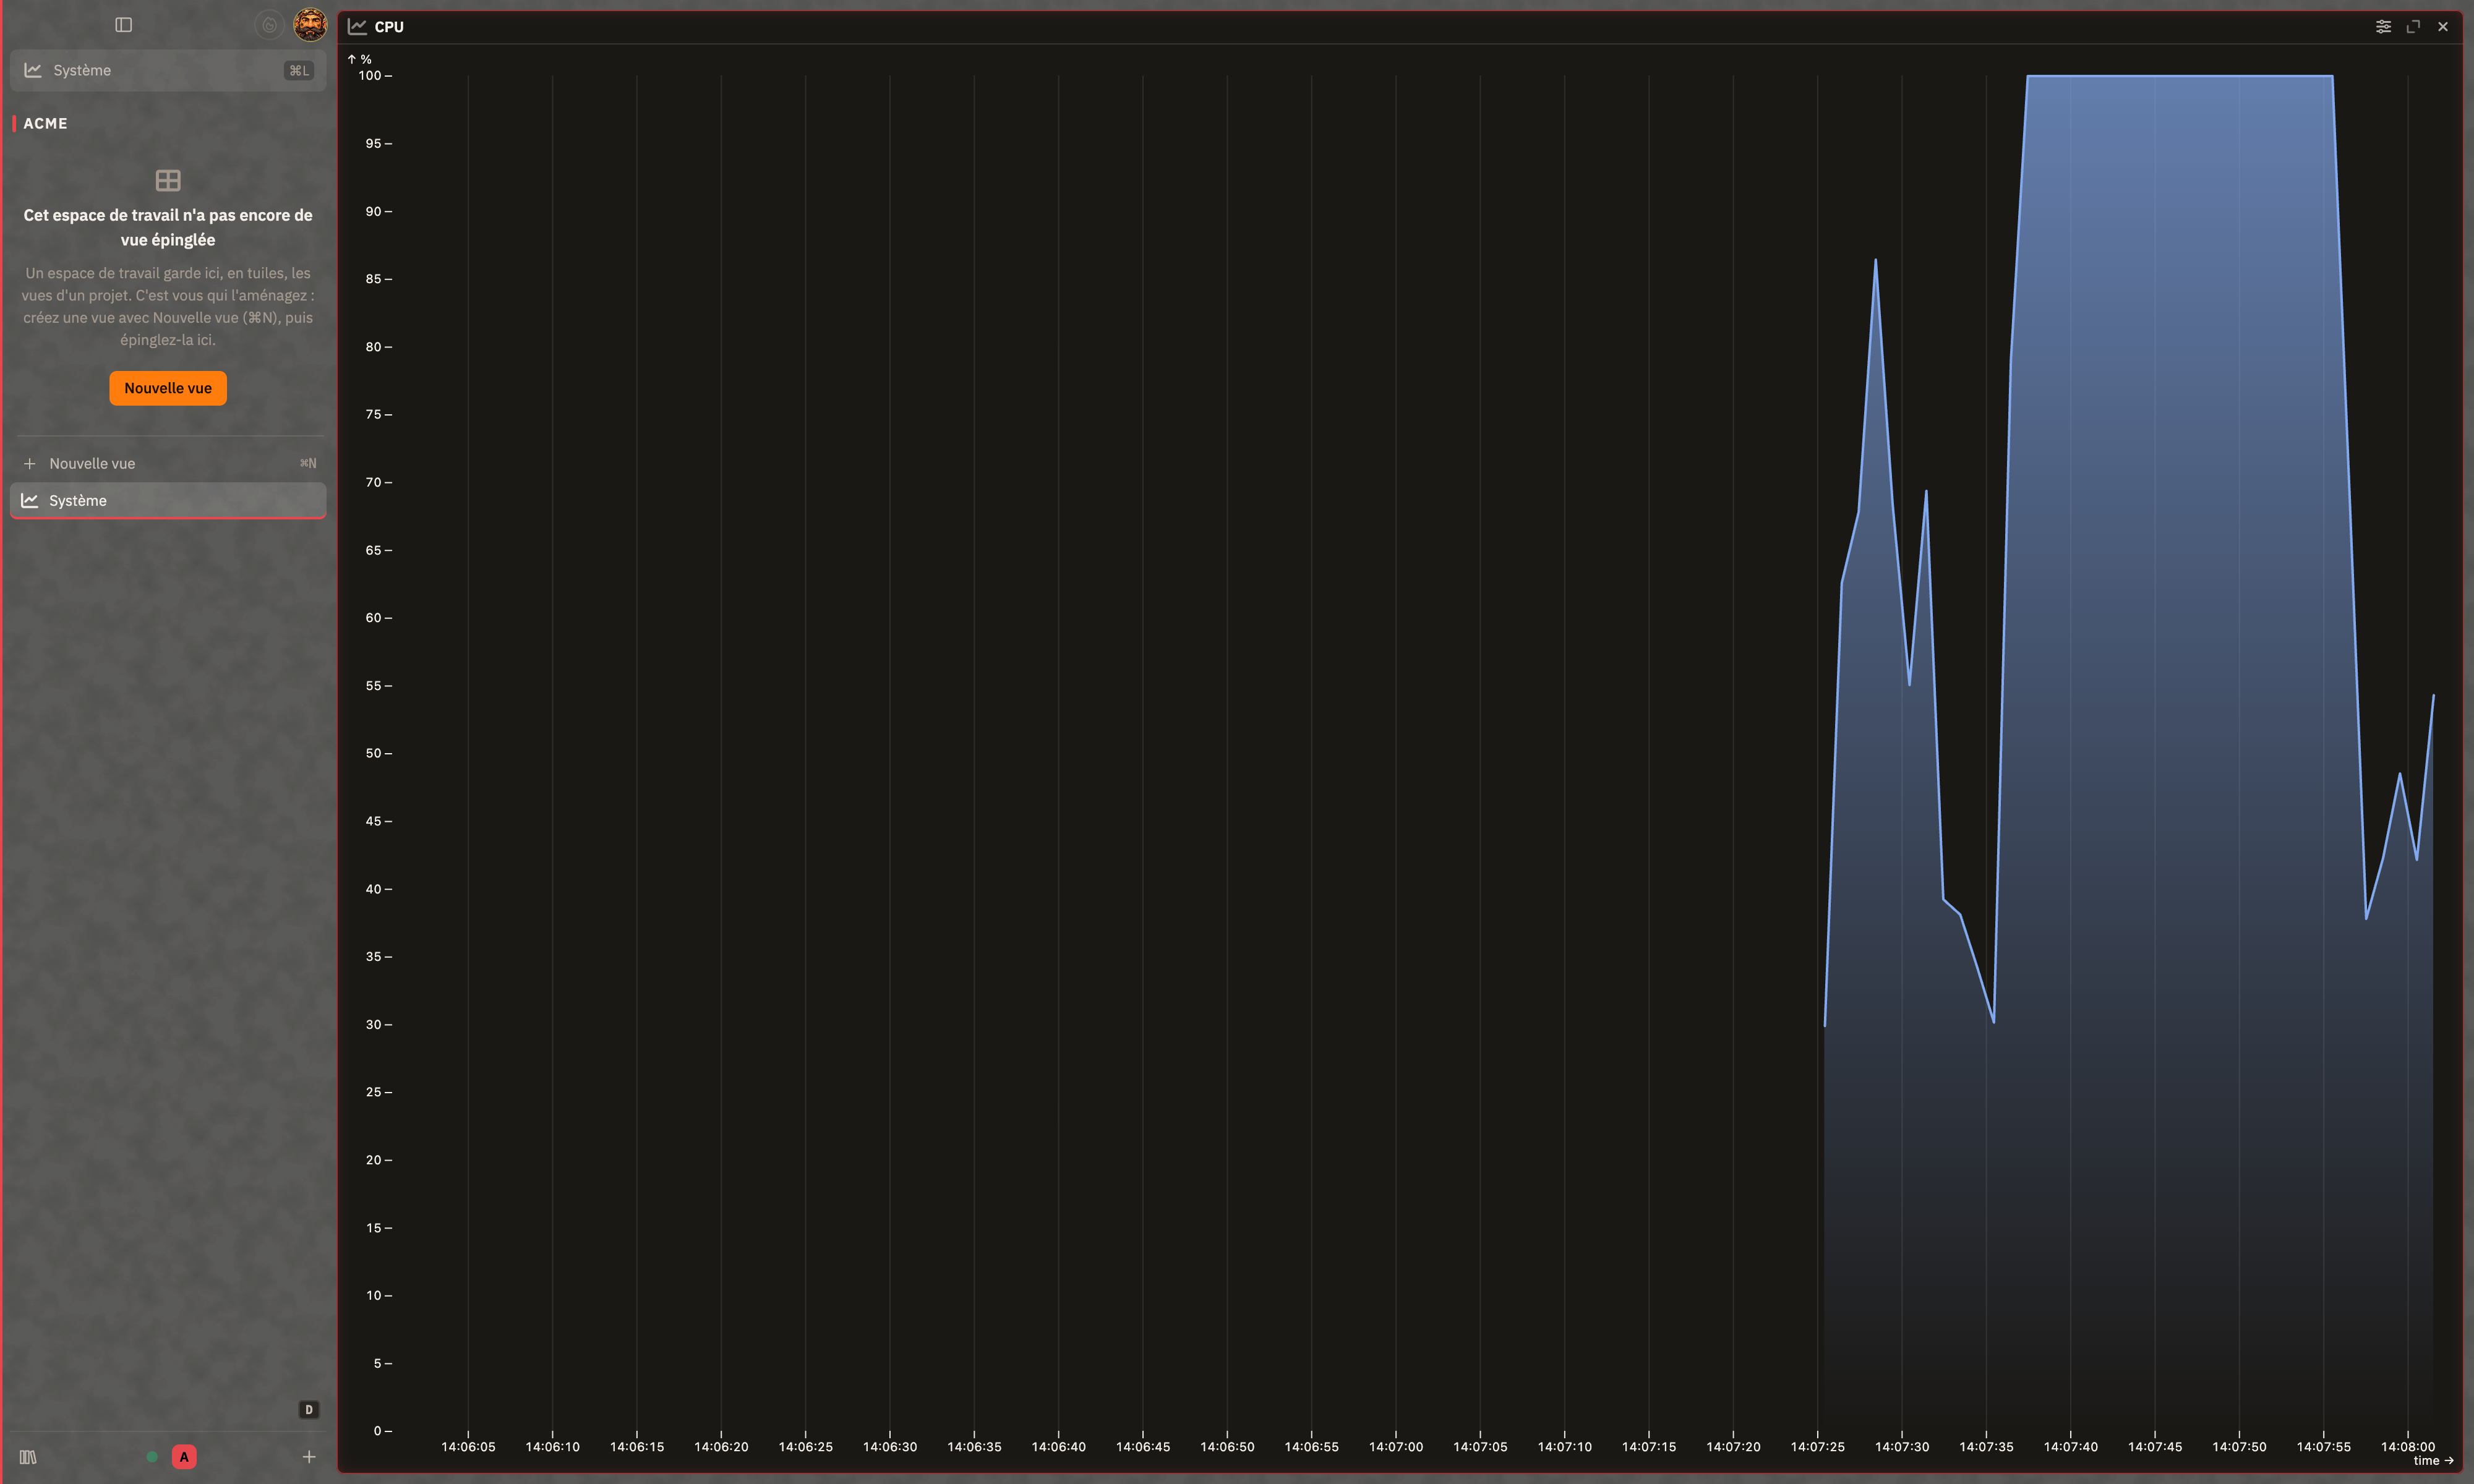 Système ⌘L
ACME
Cet espace de travail n'a pas encore de
vue épinglée
Un espace de travail garde ici, en tuiles, les
vues d'un projet. C'est vous qui l'aménagez :
créez une vue avec Nouvelle vue (⌘N), puis
épinglez-la ici.
Nouvelle vue
Nouvelle vue ⌘N
Système
D
A
CPU
↑ %
100
95
90
85
80
75
70
65
60
55
50
45
40
35
30
25
20
15
10
5
0
14:06:05 14:06:10 14:06:15 14:06:20 14:06:25 14:06:30 14:06:35 14:06:40 14:06:45 14:06:50 14:06:55 14:07:00 14:07:05 14:07:10 14:07:15 14:07:20 14:07:25 14:07:30 14:07:35 14:07:40 14:07:45 14:07:50 14:07:55 14:08:00
time →